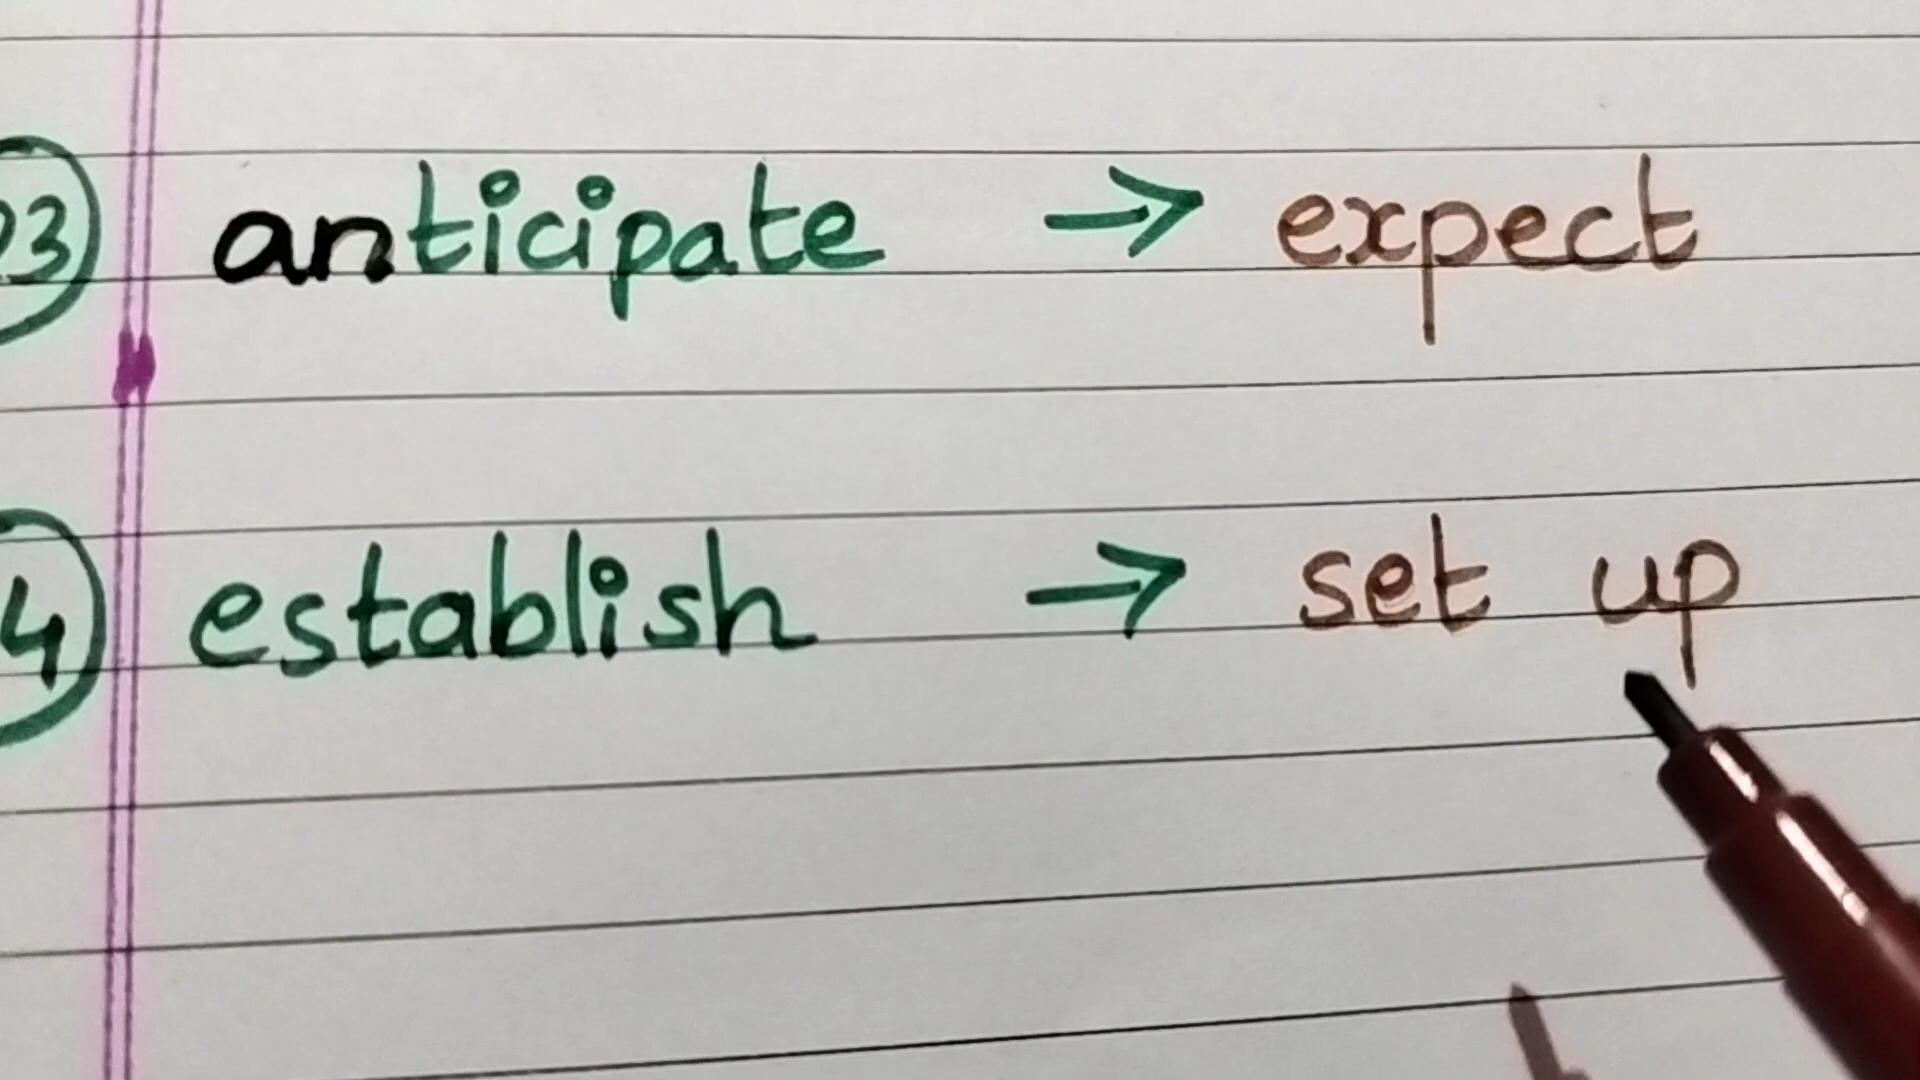 23 anticipate → expect
4 establish → set up